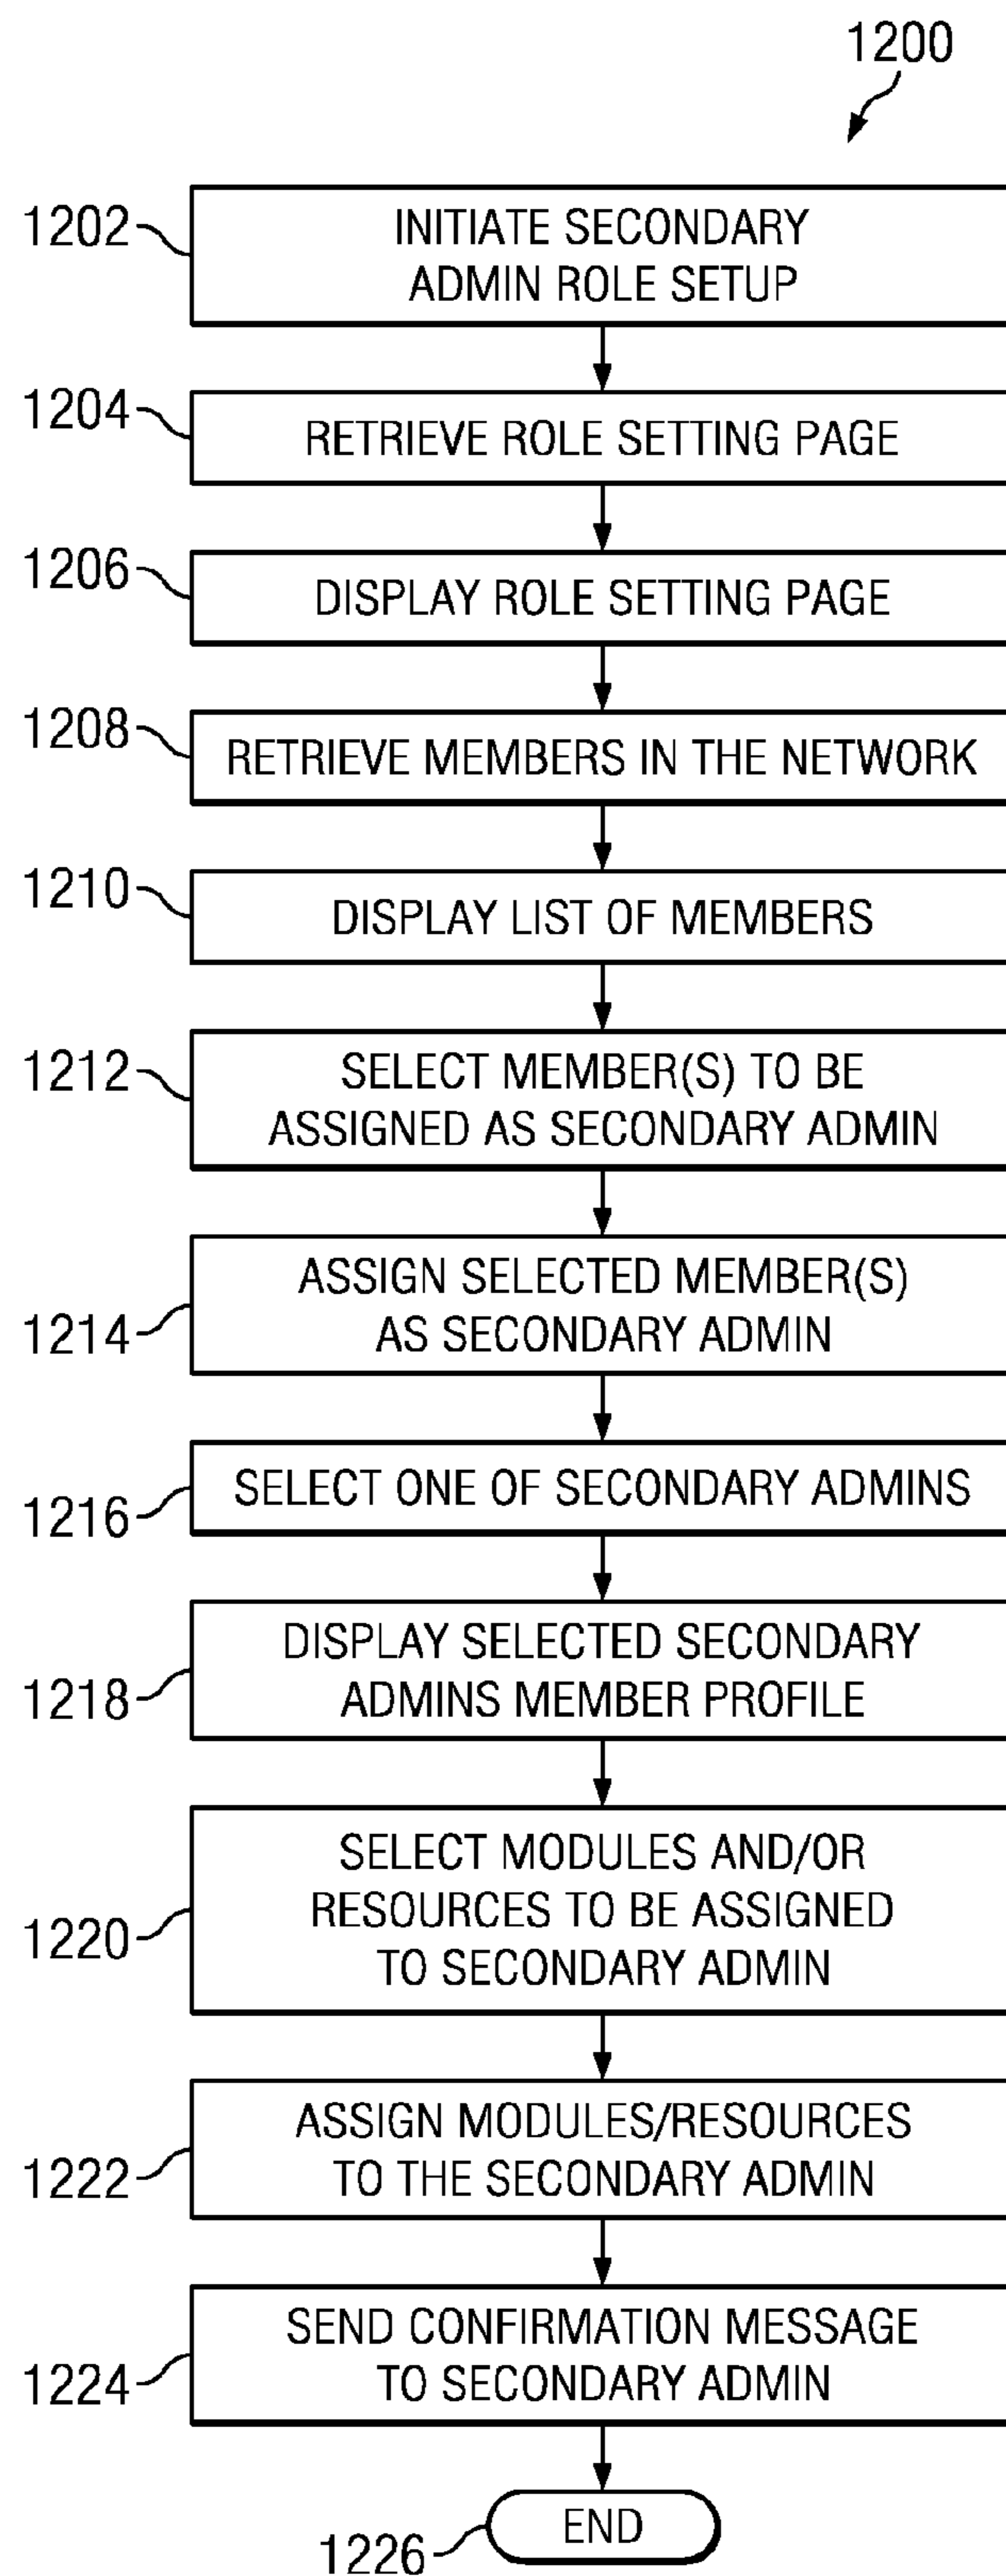 1200
1202
INITIATE SECONDARY
ADMIN ROLE SETUP
1204
RETRIEVE ROLE SETTING PAGE
1206
DISPLAY ROLE SETTING PAGE
1208
RETRIEVE MEMBERS IN THE NETWORK
1210
DISPLAY LIST OF MEMBERS
1212
SELECT MEMBER(S) TO BE
ASSIGNED AS SECONDARY ADMIN
1214
ASSIGN SELECTED MEMBER(S)
AS SECONDARY ADMIN
1216
SELECT ONE OF SECONDARY ADMINS
1218
DISPLAY SELECTED SECONDARY
ADMINS MEMBER PROFILE
1220
SELECT MODULES AND/OR
RESOURCES TO BE ASSIGNED
TO SECONDARY ADMIN
1222
ASSIGN MODULES/RESOURCES
TO THE SECONDARY ADMIN
1224
SEND CONFIRMATION MESSAGE
TO SECONDARY ADMIN
1226
END